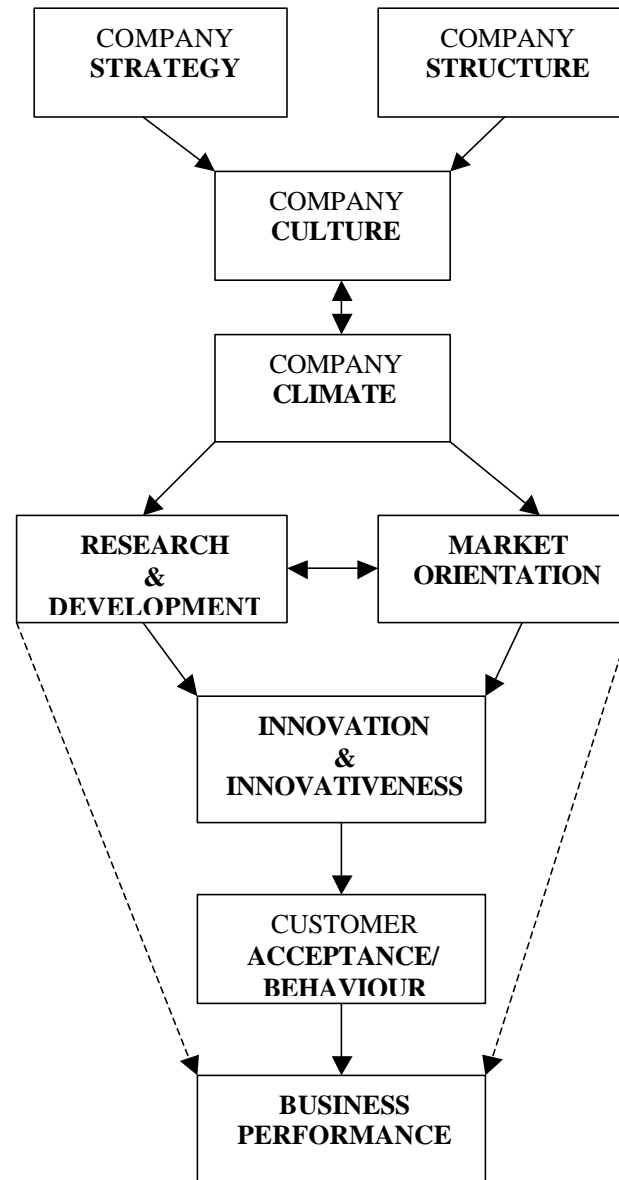 COMPANY
STRATEGY
COMPANY
STRUCTURE
COMPANY
CULTURE
COMPANY
CLIMATE
RESEARCH
&
DEVELOPMENT
MARKET
ORIENTATION
INNOVATION
&
INNOVATIVENESS
CUSTOMER
ACCEPTANCE/
BEHAVIOUR
BUSINESS
PERFORMANCE